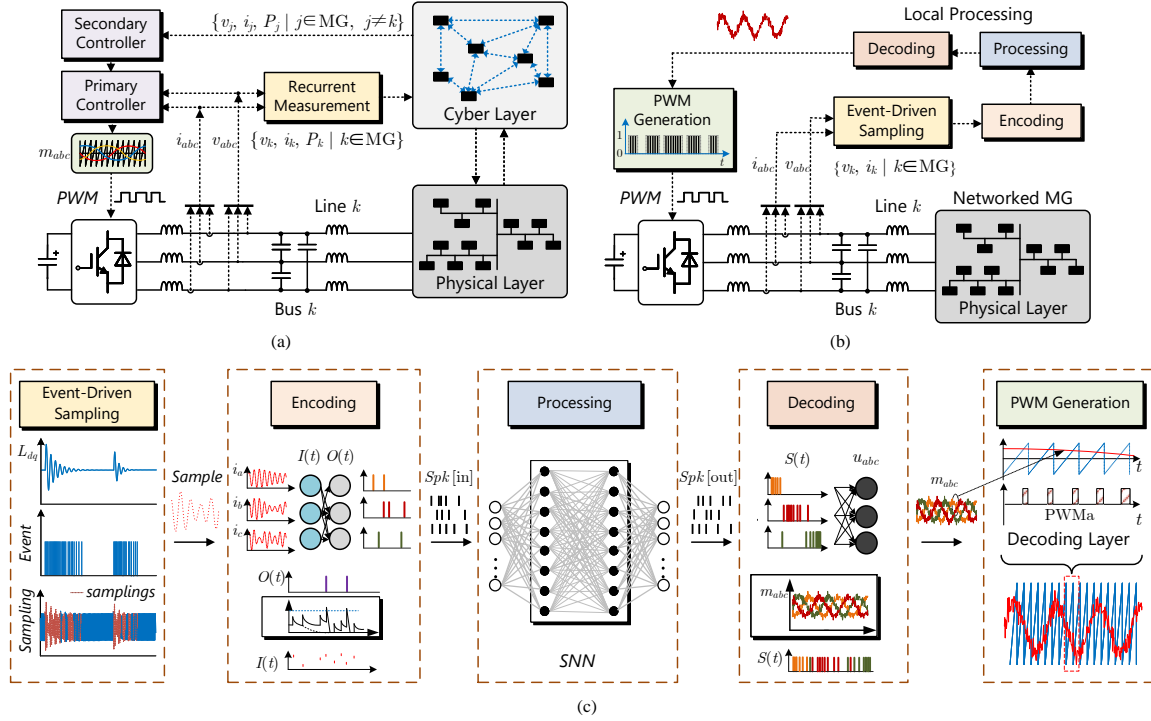 Secondary
Controller
{v_j, i_j, P_j | j∈MG, j≠k}
Primary
Controller
Recurrent
Measurement
Cyber Layer
{v_k, i_k, P_k | k∈MG}
i_abc
v_abc
m_abc
PWM
Line k
Bus k
Physical Layer
(a)
Local Processing
Decoding
Processing
PWM
Generation
1
0
t
Event-Driven
Sampling
Encoding
i_abc
v_abc
{v_k, i_k | k∈MG}
PWM
Line k
Networked MG
Bus k
Physical Layer
(b)
Event-Driven
Sampling
L_dq
Event
samplings
Sampling
Sample
Encoding
I(t) O(t)
i_a
i_b
i_c
O(t)
I(t)
Spk[in]
Processing
SNN
Spk[out]
Decoding
S(t)
u_abc
m_abc
S(t)
m_abc
PWM Generation
t
PWMa
t
Decoding Layer
(c)